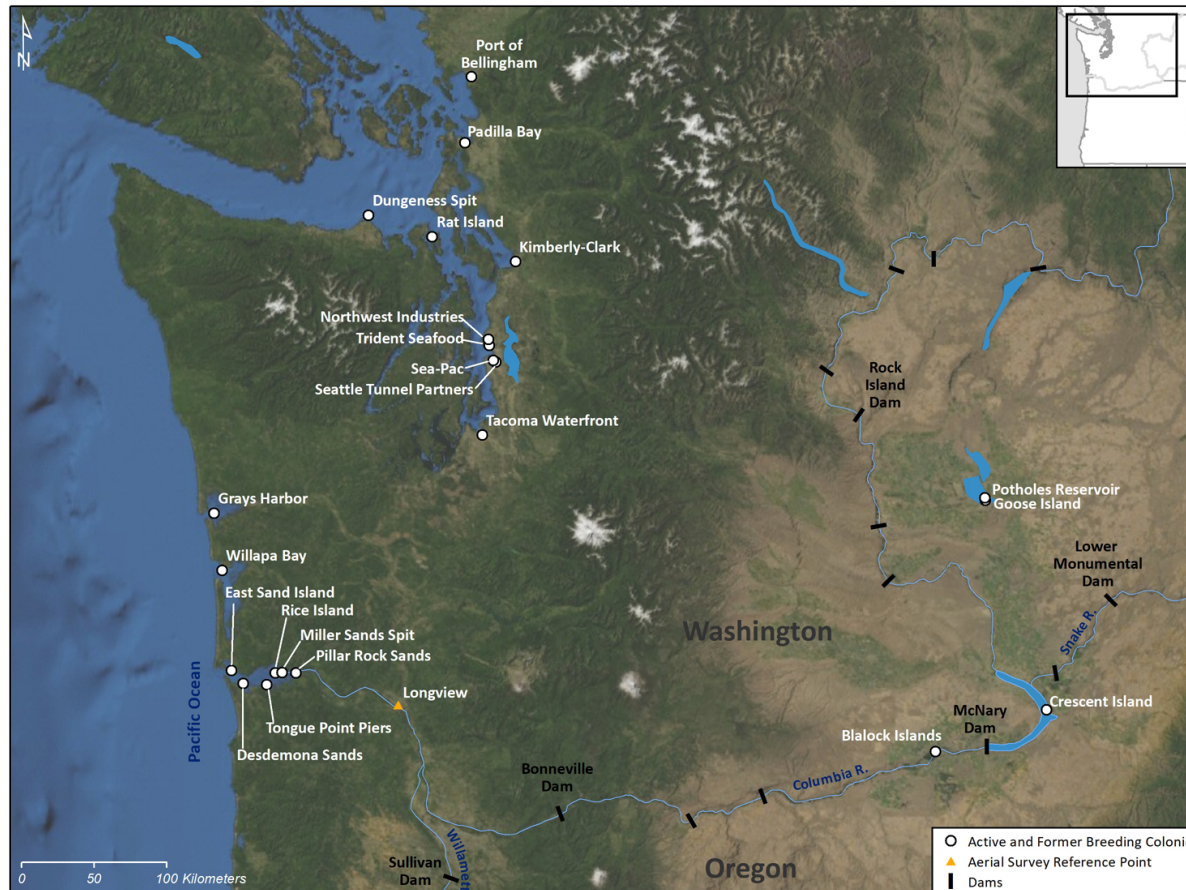 N
Port of
Bellingham
Padilla Bay
Dungeness Spit
Rat Island
Kimberly-Clark
Northwest Industries
Trident Seafood
Sea-Pac
Seattle Tunnel Partners
Tacoma Waterfront
Rock
Island
Dam
Potholes Reservoir
Goose Island
Grays Harbor
Willapa Bay
Lower
Monumental
Dam
East Sand Island
Rice Island
Miller Sands Spit
Pillar Rock Sands
Washington
Snake R.
Pacific Ocean
Longview
Tongue Point Piers
Desdemona Sands
Crescent Island
McNary
Dam
Blalock Islands
Columbia R.
Bonneville
Dam
Willamett
Sullivan
Dam
Oregon
0 50 100 Kilometers
Active and Former Breeding Coloni
Aerial Survey Reference Point
Dams